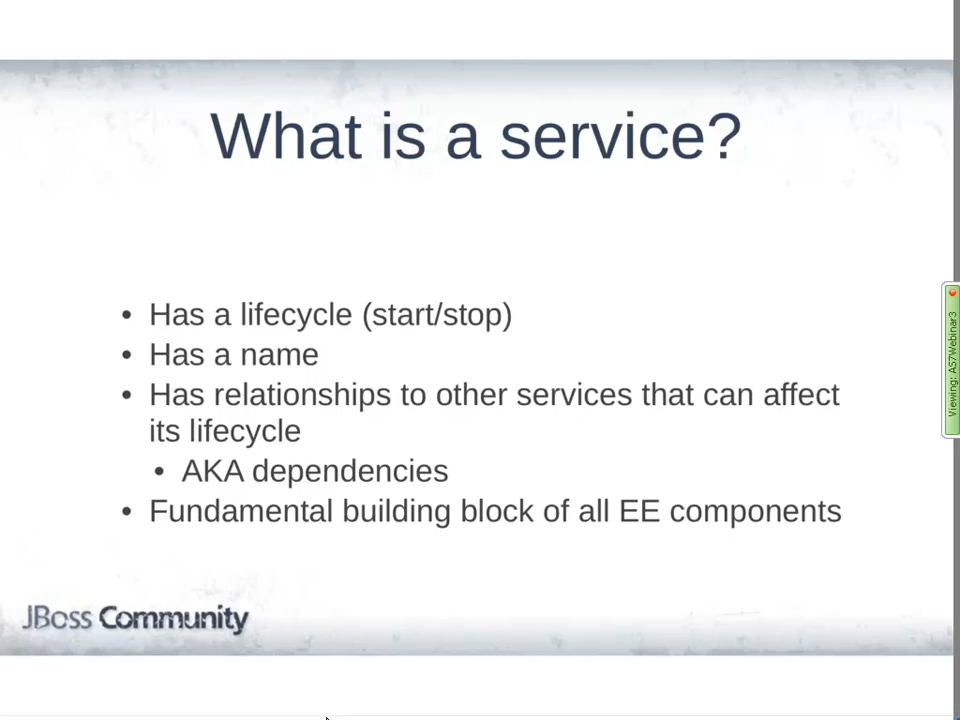 What is a service?
• Has a lifecycle (start/stop)
• Has a name
• Has relationships to other services that can affect
its lifecycle
• AKA dependencies
• Fundamental building block of all EE components
JBoss Community
Viewing: AS7Webinar3